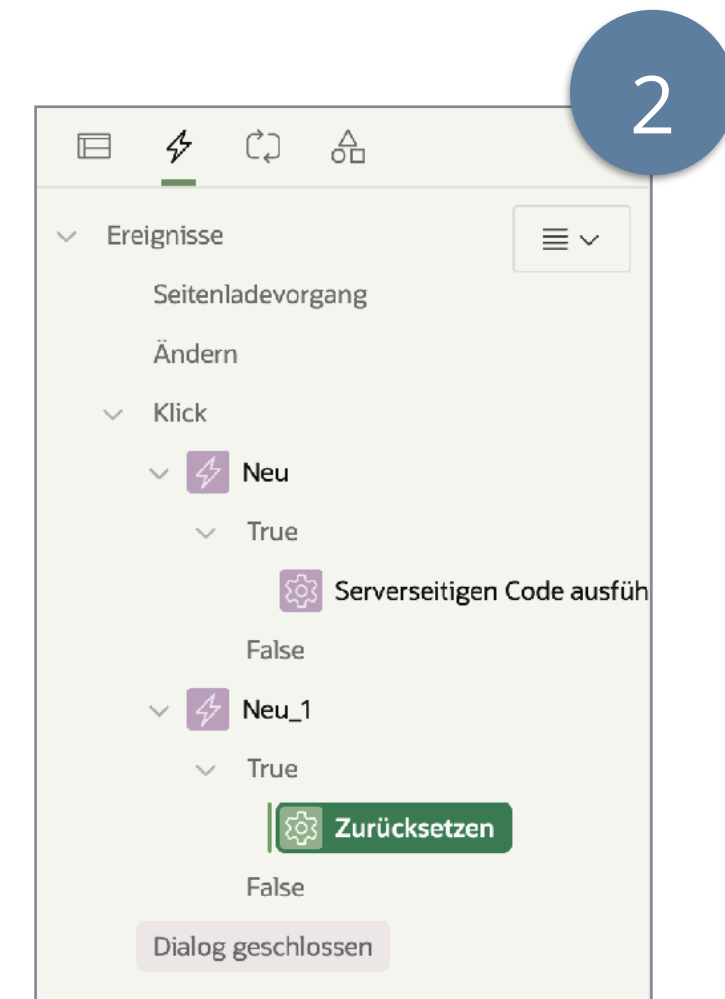 2
Ereignisse
Seitenladevorgang
Ändern
Klick
Neu
True
Serverseitigen Code ausfüh
False
Neu_1
True
Zurücksetzen
False
Dialog geschlossen